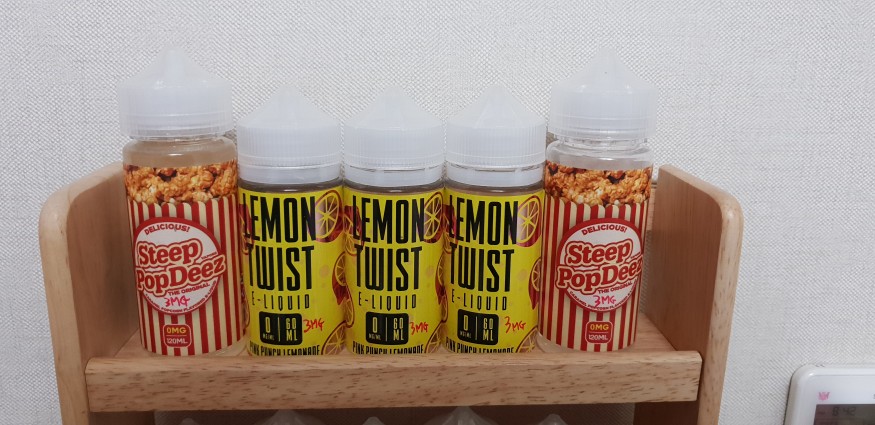 DELICIOUS!
Steep
PopDeez
THE ORIGINAL
3MG
0MG
120ML
LEMON
TWIST
E-LIQUID
0 60
MG/ML ML
3MG
PINK PUNCH LEMONADE
LEMON
TWIST
E-LIQUID
0 60
MG/ML ML
3MG
PINK PUNCH LEMONADE
LEMON
TWIST
E-LIQUID
0 60
MG/ML ML
3MG
PINK PUNCH LEMONADE
DELICIOUS!
Steep
PopDeez
THE ORIGINAL
3MG
0MG
120ML